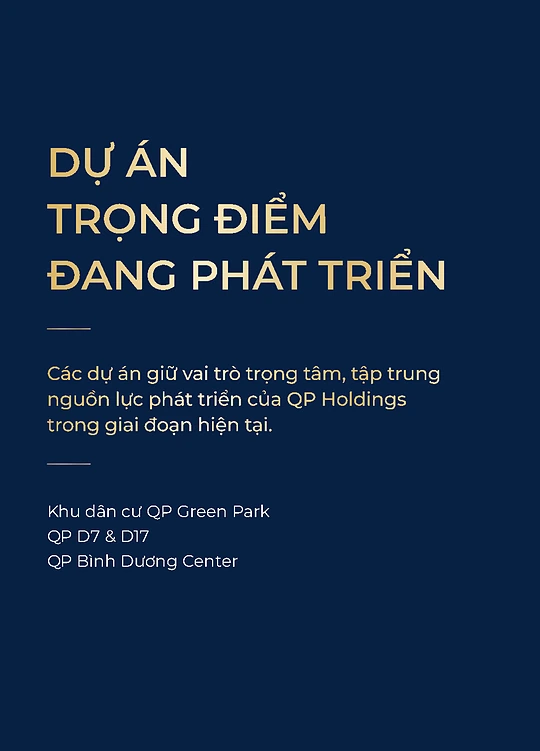 DỰ ÁN
TRỌNG ĐIỂM
ĐANG PHÁT TRIỂN
Các dự án giữ vai trò trọng tâm, tập trung
nguồn lực phát triển của QP Holdings
trong giai đoạn hiện tại.
Khu dân cư QP Green Park
QP D7 & D17
QP Bình Dương Center